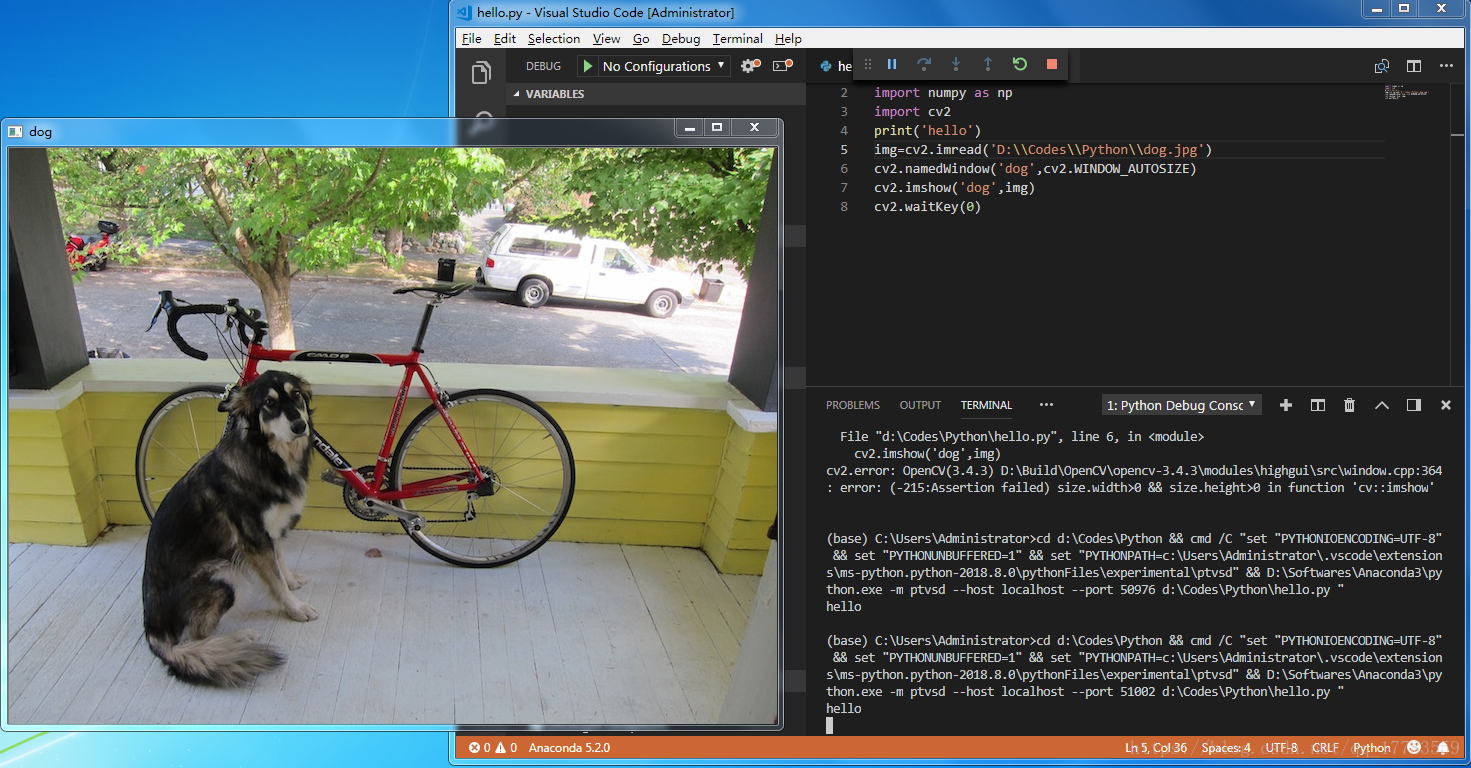 hello.py - Visual Studio Code [Administrator]
File Edit Selection View Go Debug Terminal Help
DEBUG No Configurations
he
VARIABLES
dog
2 import numpy as np
3 import cv2
4 print('hello')
5 img=cv2.imread('D:\\Codes\\Python\\dog.jpg')
6 cv2.namedWindow('dog',cv2.WINDOW_AUTOSIZE)
7 cv2.imshow('dog',img)
8 cv2.waitKey(0)
PROBLEMS OUTPUT TERMINAL ••• 1: Python Debug Consc
File "d:\Codes\Python\hello.py", line 6, in <module>
cv2.imshow('dog',img)
cv2.error: OpenCV(3.4.3) D:\Build\OpenCV\opencv-3.4.3\modules\highgui\src\window.cpp:364
: error: (-215:Assertion failed) size.width>0 && size.height>0 in function 'cv::imshow'
(base) C:\Users\Administrator>cd d:\Codes\Python && cmd /C "set "PYTHONIOENCODING=UTF-8"
&& set "PYTHONUNBUFFERED=1" && set "PYTHONPATH=c:\Users\Administrator\.vscode\extension
s\ms-python.python-2018.8.0\pythonFiles\experimental\ptvsd" && D:\Softwares\Anaconda3\py
thon.exe -m ptvsd --host localhost --port 50976 d:\Codes\Python\hello.py "
hello
(base) C:\Users\Administrator>cd d:\Codes\Python && cmd /C "set "PYTHONIOENCODING=UTF-8"
&& set "PYTHONUNBUFFERED=1" && set "PYTHONPATH=c:\Users\Administrator\.vscode\extension
s\ms-python.python-2018.8.0\pythonFiles\experimental\ptvsd" && D:\Softwares\Anaconda3\py
thon.exe -m ptvsd --host localhost --port 51002 d:\Codes\Python\hello.py "
hello
0 0 Anaconda 5.2.0 Ln 5, Col 36 Spaces: 4 UTF-8 CRLF Python